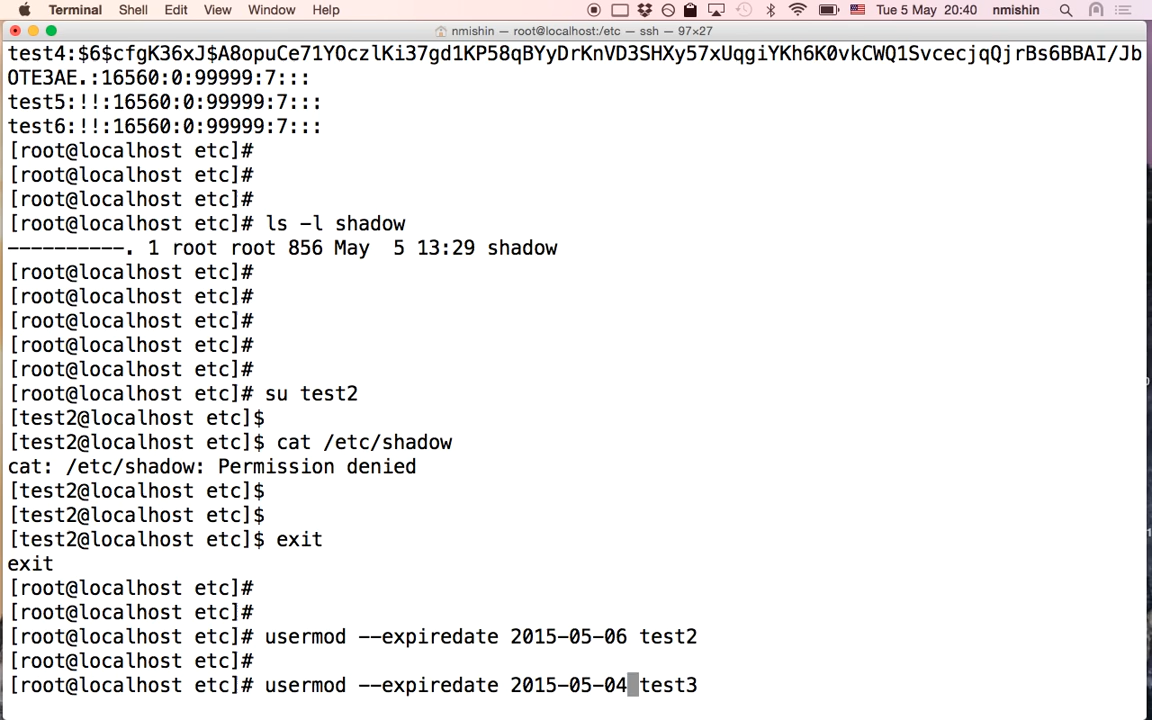 Terminal Shell Edit View Window Help Tue 5 May 20:40 nmishin
nmishin — root@localhost:/etc — ssh — 97×27
test4:$6$cfgK36xJ$A8opuCe71YOczlKi37gd1KP58qBYyDrKnVD3SHXy57xUqgiYKh6K0vkCWQ1SvcecjqQjrBs6BBAI/Jb
OTE3AE.:16560:0:99999:7:::
test5:!!:16560:0:99999:7:::
test6:!!:16560:0:99999:7:::
[root@localhost etc]#
[root@localhost etc]#
[root@localhost etc]#
[root@localhost etc]# ls -l shadow
----------. 1 root root 856 May  5 13:29 shadow
[root@localhost etc]#
[root@localhost etc]#
[root@localhost etc]#
[root@localhost etc]#
[root@localhost etc]#
[root@localhost etc]# su test2
[test2@localhost etc]$
[test2@localhost etc]$ cat /etc/shadow
cat: /etc/shadow: Permission denied
[test2@localhost etc]$
[test2@localhost etc]$
[test2@localhost etc]$ exit
exit
[root@localhost etc]#
[root@localhost etc]#
[root@localhost etc]# usermod --expiredate 2015-05-06 test2
[root@localhost etc]#
[root@localhost etc]# usermod --expiredate 2015-05-04 test3